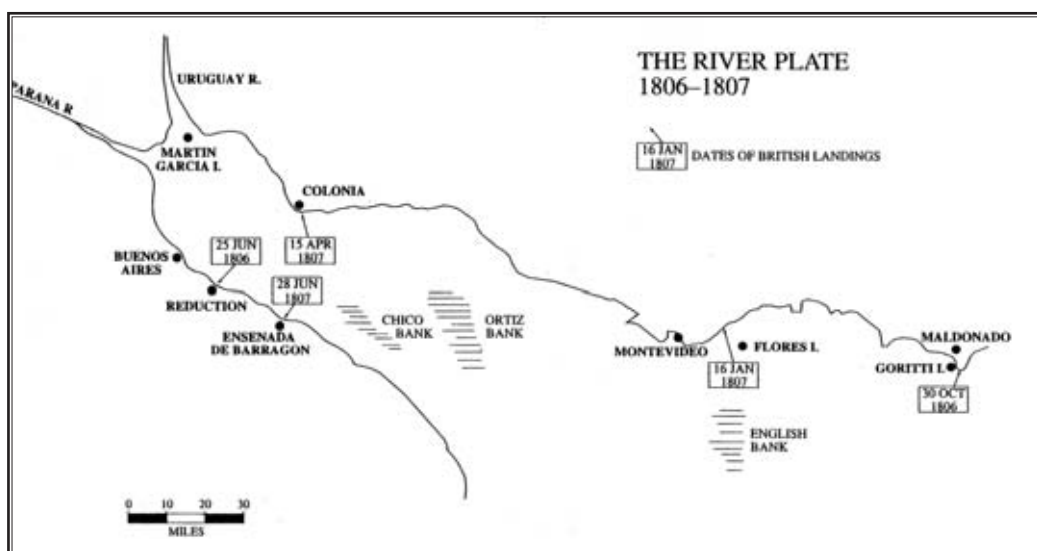 THE RIVER PLATE
1806–1807
16 JAN
1807
DATES OF BRITISH LANDINGS
URUGUAY R.
PARANA R
MARTIN
GARCIA I.
COLONIA
15 APR
1807
BUENOS
AIRES
25 JUN
1806
REDUCTION
28 JUN
1807
ENSENADA
DE BARRAGON
CHICO
BANK
ORTIZ
BANK
MONTEVIDEO
FLORES I.
16 JAN
1807
ENGLISH
BANK
MALDONADO
GORITTI I.
30 OCT
1806
0 10 20 30
MILES